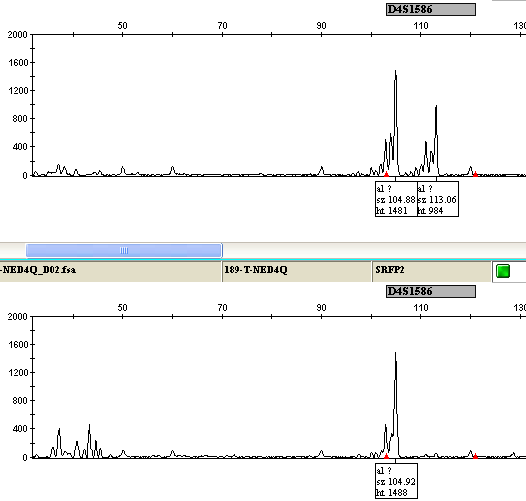 D4S1586
50 70 90 110 130
2000
1600
1200
800
400
0
al ? al ?
sz 104.88 sz 113.06
ht 1481 ht 984
-NED4Q_D02.fsa 189-T-NED4Q SRFP2
D4S1586
50 70 90 110 130
2000
1600
1200
800
400
0
al ?
sz 104.92
ht 1488